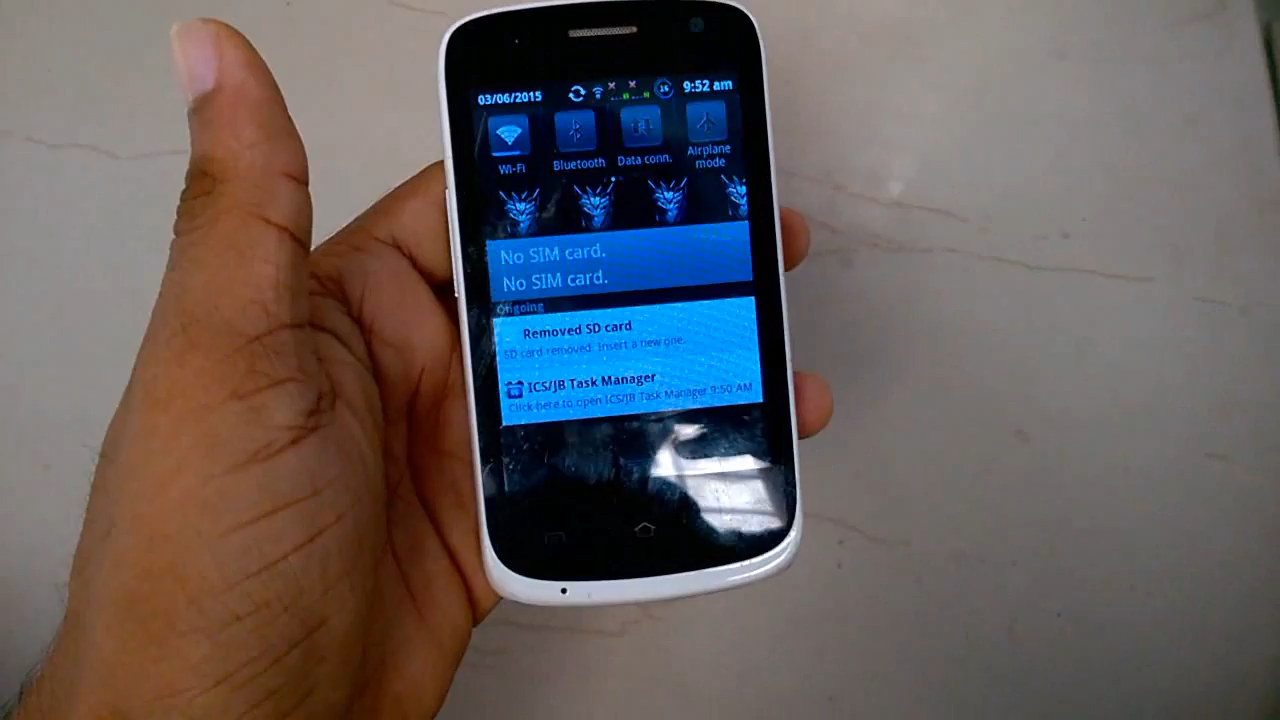 03/06/2015 16 9:52 am
Wi-Fi Bluetooth Data conn. Airplane mode
No SIM card.
No SIM card.
Ongoing
Removed SD card
SD card removed. Insert a new one.
ICS/JB Task Manager
Click here to open ICS/JB Task Manager 9:50 AM